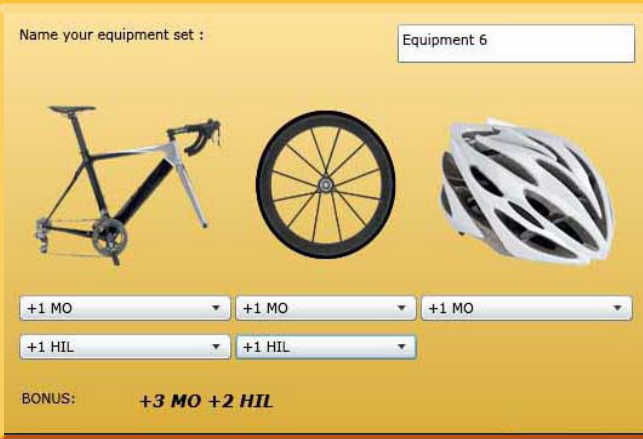 Name your equipment set :
Equipment 6
+1 MO
+1 MO
+1 MO
+1 HIL
+1 HIL
BONUS:
+3 MO +2 HIL